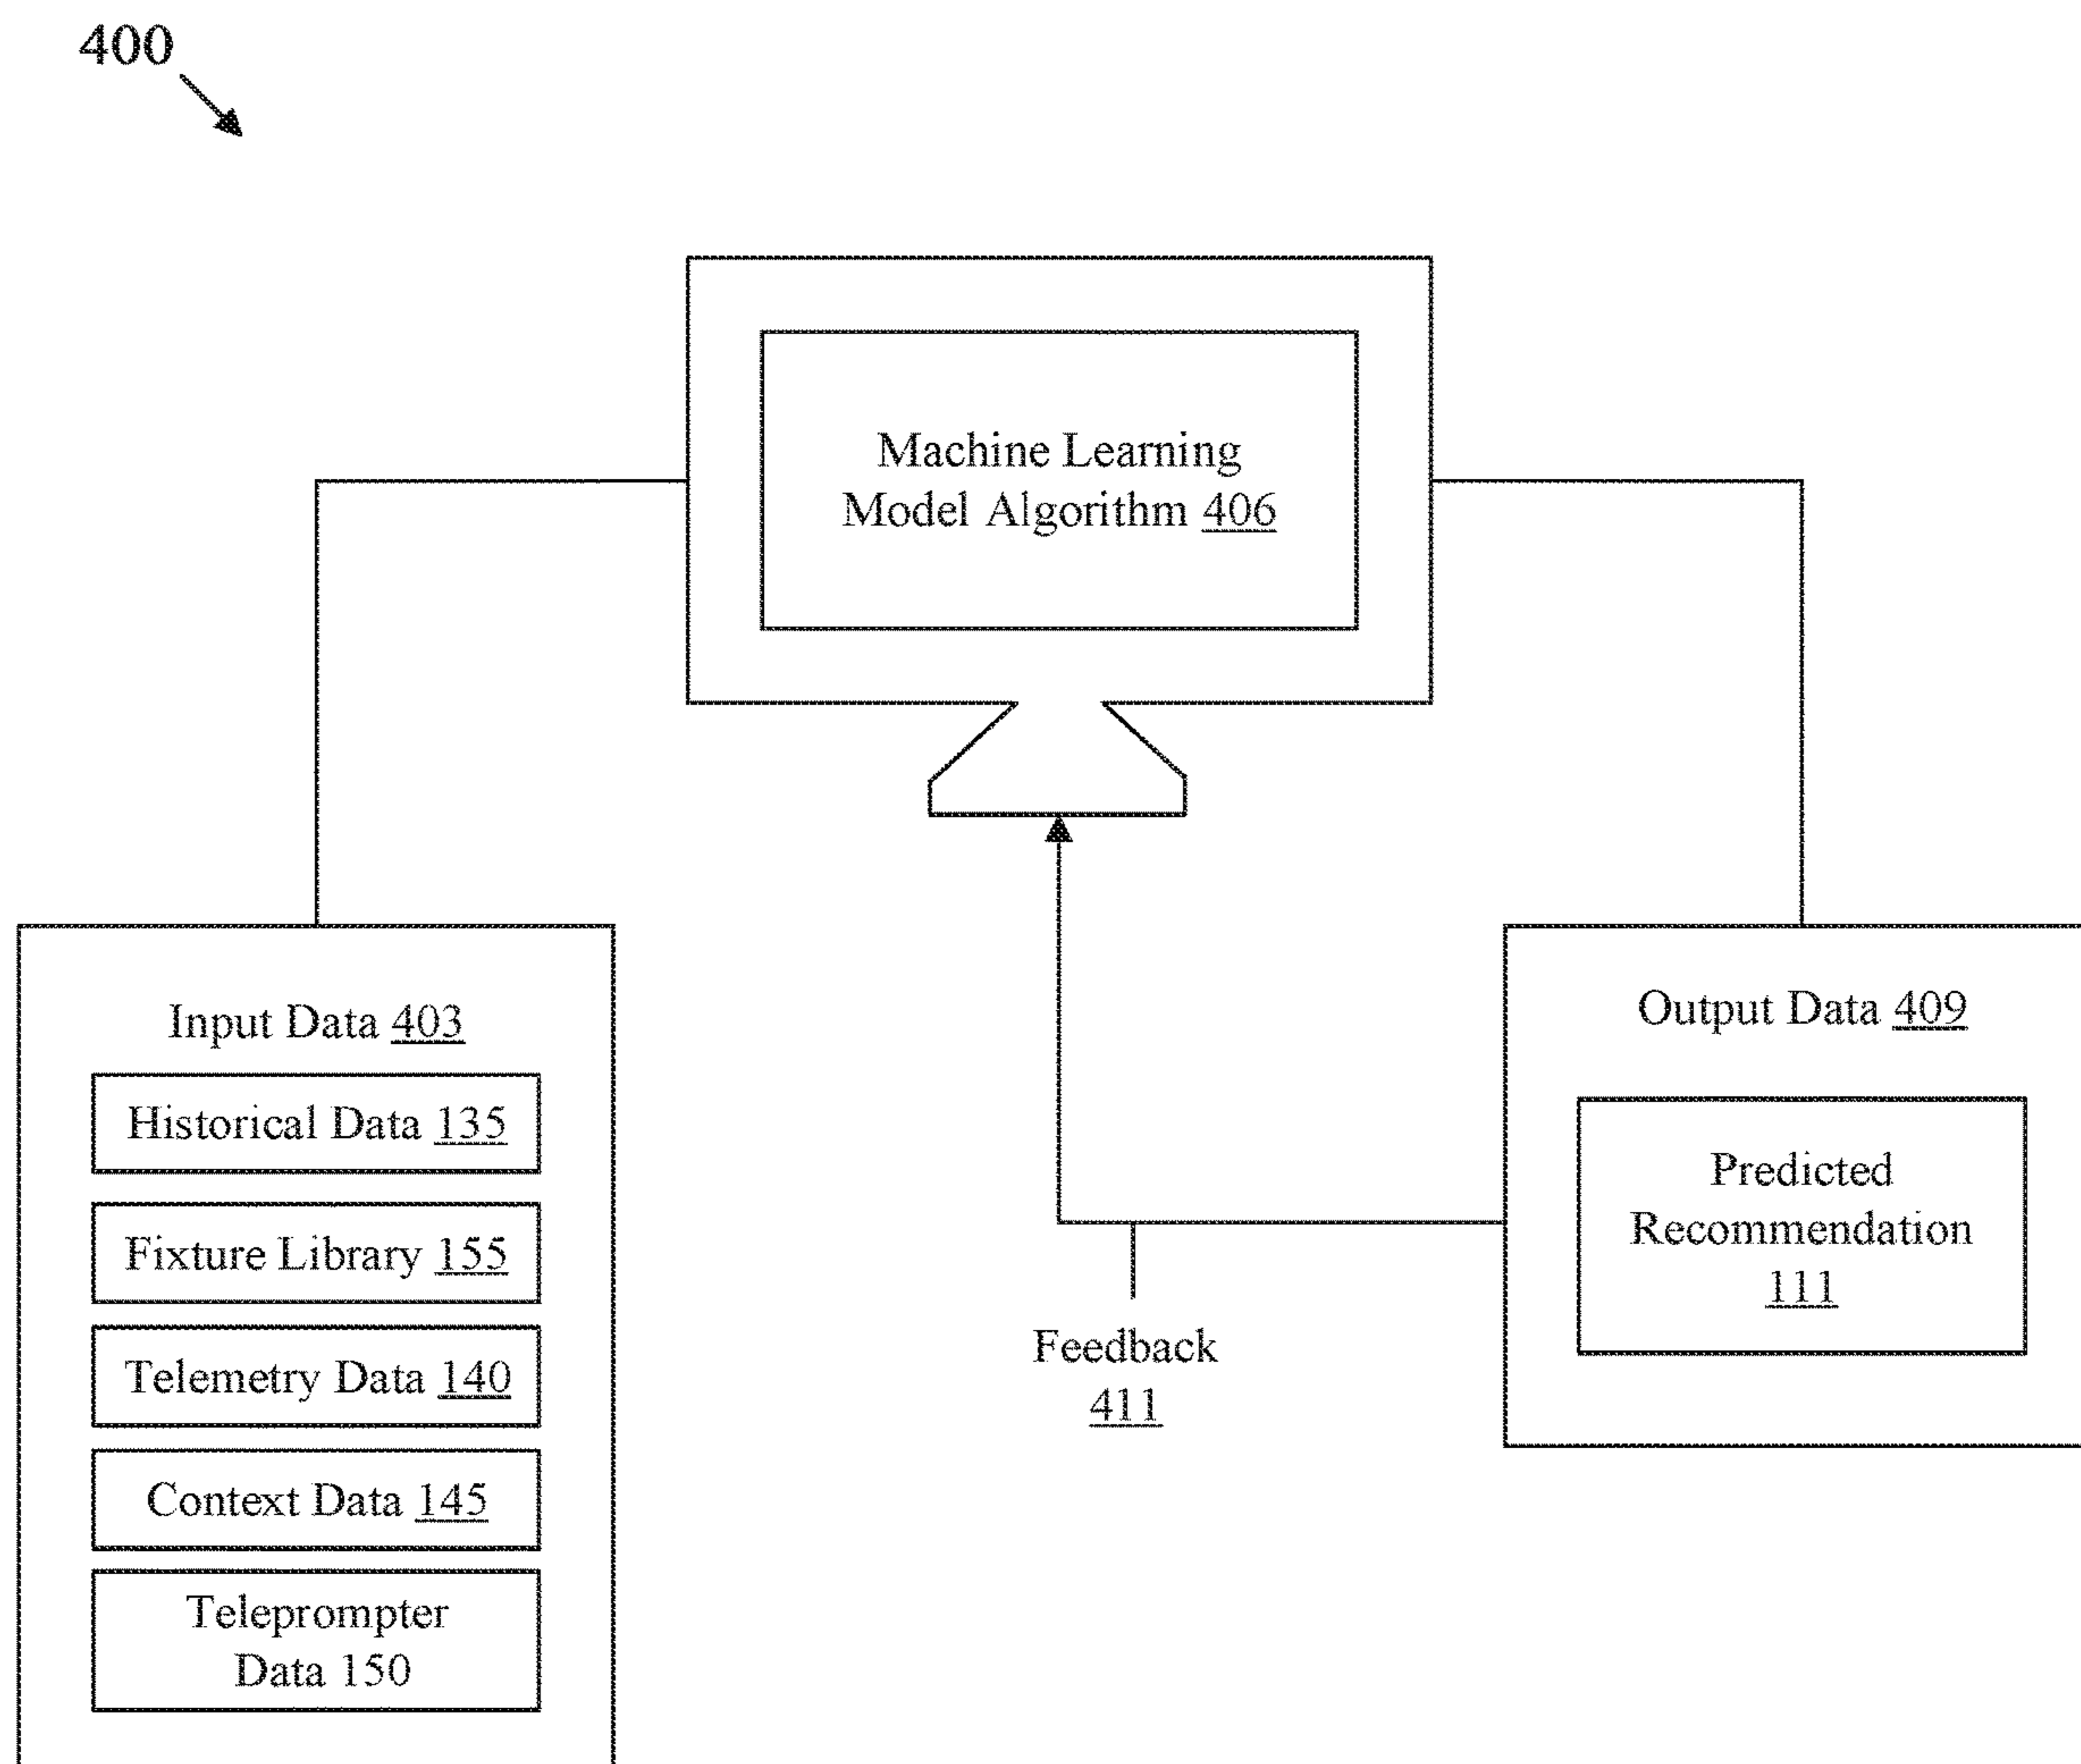 400
Machine Learning
Model Algorithm 406
Input Data 403
Historical Data 135
Fixture Library 155
Telemetry Data 140
Context Data 145
Teleprompter
Data 150
Feedback
411
Output Data 409
Predicted
Recommendation
111